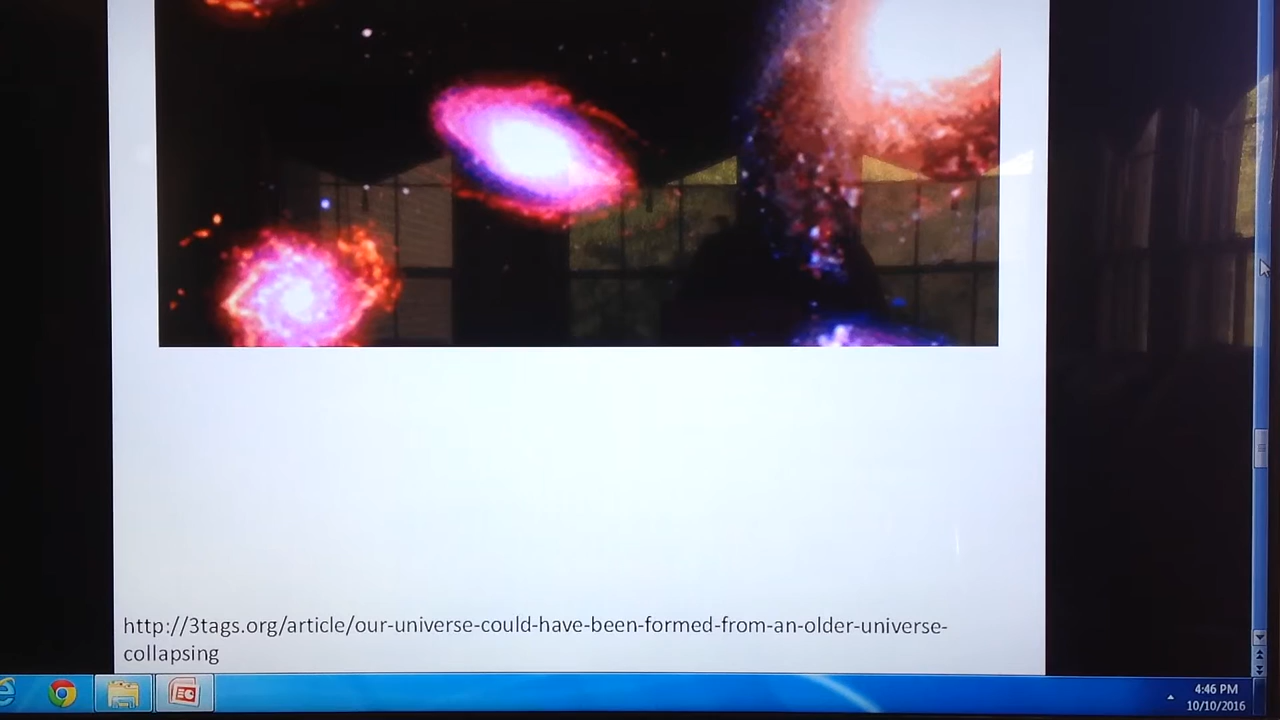 http://3tags.org/article/our-universe-could-have-been-formed-from-an-older-universe-
collapsing
4:46 PM
10/10/2016